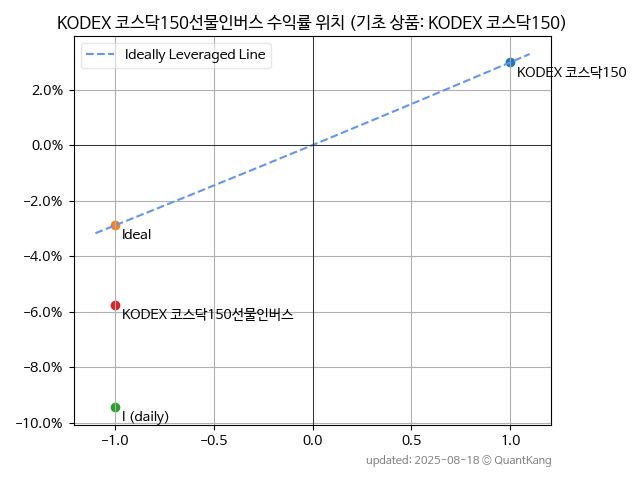 KODEX 코스닥150선물인버스 수익률 위치 (기초 상품: KODEX 코스닥150)
Ideally Leveraged Line
KODEX 코스닥150
2.0%
0.0%
−2.0%
Ideal
−4.0%
−6.0%
KODEX 코스닥150선물인버스
−8.0%
I (daily)
−10.0%
−1.0
−0.5
0.0
0.5
1.0
updated: 2025-08-18 © QuantKang